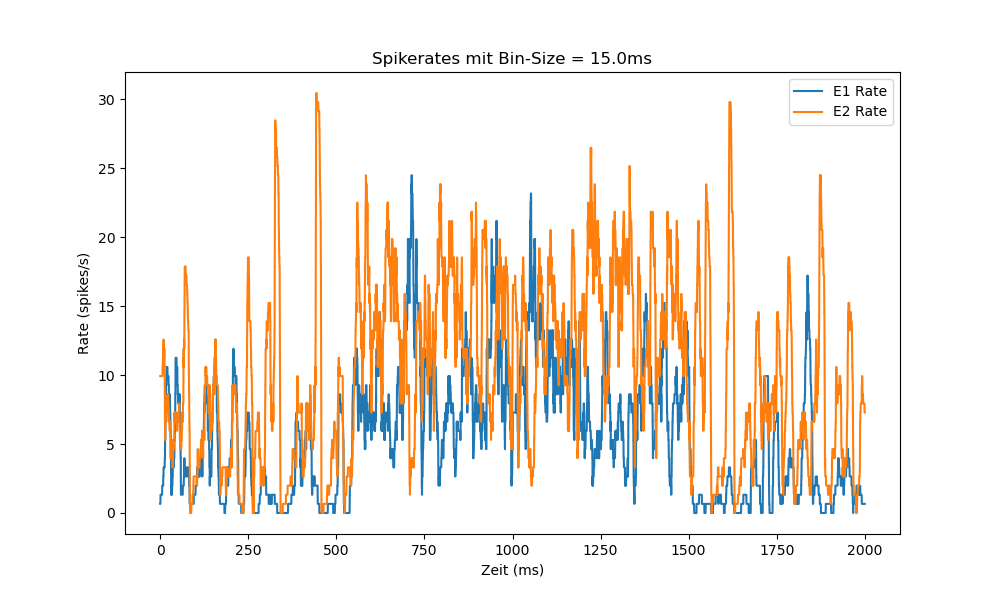 Spikerates mit Bin-Size = 15.0ms
E1 Rate
E2 Rate
30
25
20
15
10
5
0
Rate (spikes/s)
0 250 500 750 1000 1250 1500 1750 2000
Zeit (ms)